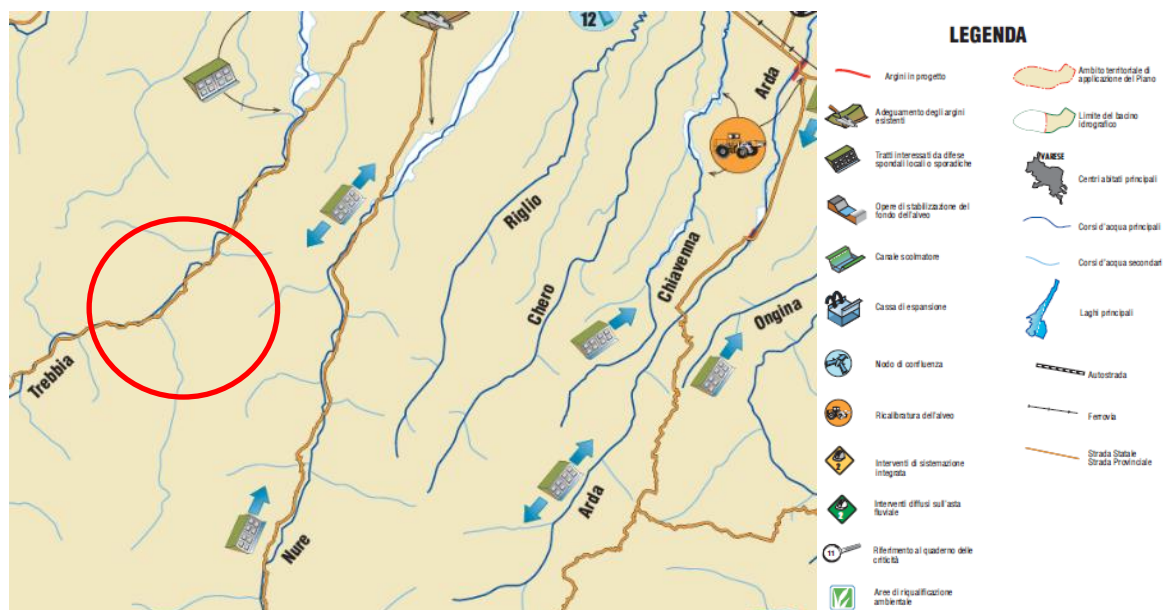 12
Arda
Riglio
Chero
Chiavenna
Ongina
Trebbia
Nure
Arda
LEGENDA
Argini in progetto
Adeguamento degli argini
esistenti
Tratti interessati da difese
spondali locali o sporadiche
Opere di stabilizzazione del
fondo dell'alveo
Canale scolmatore
Cassa di espansione
Nodo di confluenza
Ricalibratura dell'alveo
2
Interventi di sistemazione
integrata
2
Interventi diffusi sull'asta
fluviale
11
Riferimento al quaderno delle
criticità
Aree di riqualificazione
ambientale
Ambito territoriale di
applicazione del Piano
Limite del bacino
idrografico
VARESE
Centri abitati principali
Corsi d'acqua principali
Corsi d'acqua secondari
Laghi principali
Autostrada
Ferrovia
Strada Statale
Strada Provinciale